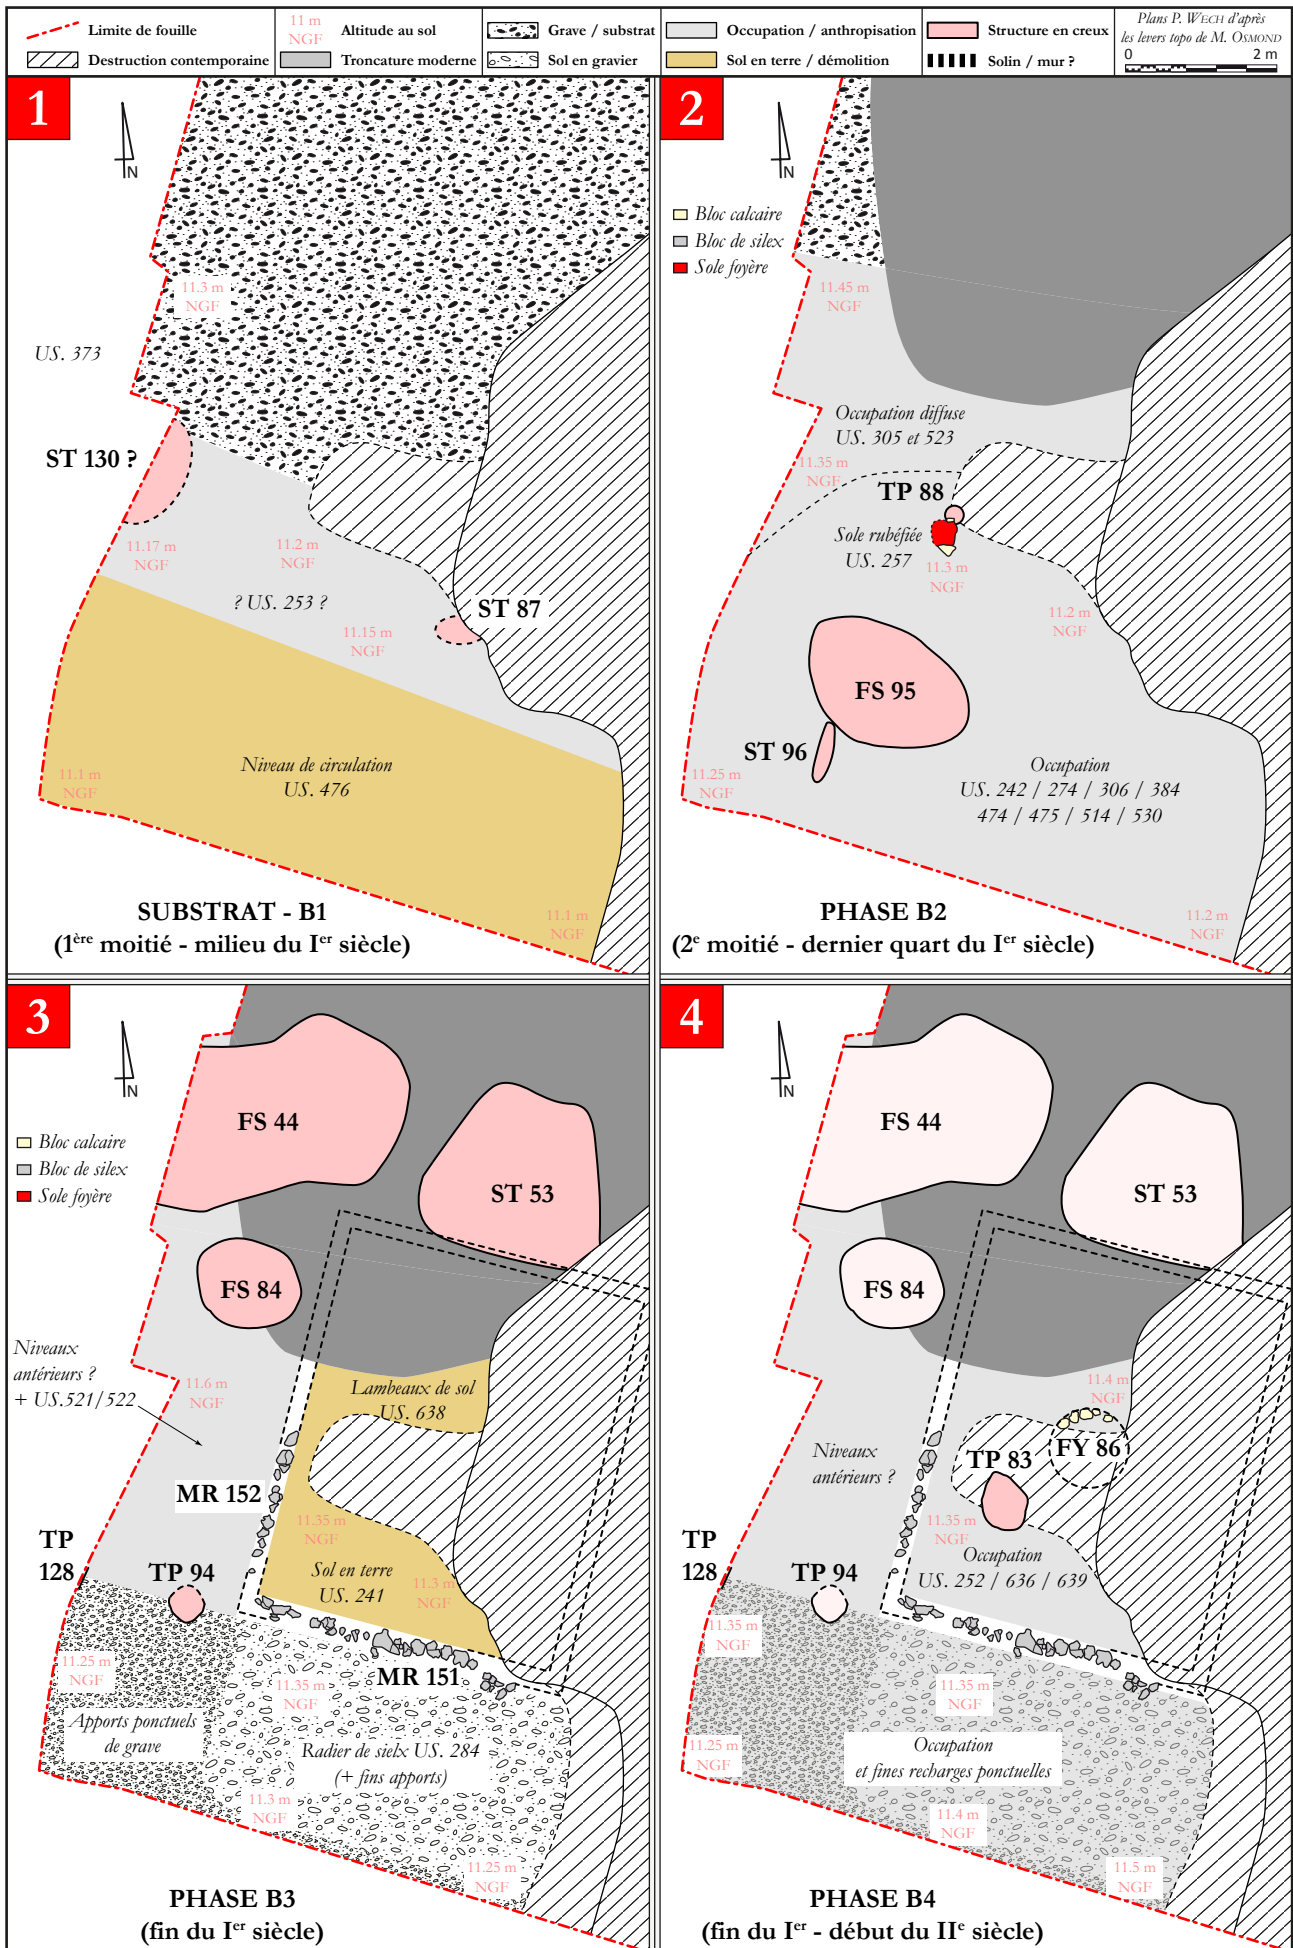 Limite de fouille
11 m
NGF
Altitude au sol
Grave / substrat
Occupation / anthropisation
Structure en creux
Plans P. WECH d'après
les levers topo de M. OSMOND
Destruction contemporaine
Troncature moderne
Sol en gravier
Sol en terre / démolition
Solin / mur ?
0 2 m
1
N
11.3 m
NGF
US. 373
ST 130 ?
11.17 m
NGF
11.2 m
NGF
? US. 253 ?
ST 87
11.15 m
NGF
Niveau de circulation
US. 476
11.1 m
NGF
11.1 m
NGF
SUBSTRAT - B1
(1ère moitié - milieu du Ier siècle)
2
N
Bloc calcaire
Bloc de silex
Sole foyère
11.45 m
NGF
Occupation diffuse
US. 305 et 523
11.35 m
NGF
TP 88
Sole rubéfiée
US. 257
11.3 m
NGF
11.2 m
NGF
FS 95
ST 96
11.25 m
NGF
Occupation
US. 242 / 274 / 306 / 384
474 / 475 / 514 / 530
11.2 m
NGF
PHASE B2
(2e moitié - dernier quart du Ier siècle)
3
N
FS 44
Bloc calcaire
Bloc de silex
Sole foyère
ST 53
FS 84
Niveaux
antérieurs ?
+ US.521/522
11.6 m
NGF
Lambeaux de sol
US. 638
MR 152
11.35 m
NGF
TP
128
TP 94
Sol en terre
US. 241
11.3 m
NGF
11.25 m
NGF
MR 151
11.35 m
NGF
Apports ponctuels
de grave
Radier de sielx US. 284
(+ fins apports)
11.3 m
NGF
11.25 m
NGF
PHASE B3
(fin du Ier siècle)
4
N
FS 44
ST 53
FS 84
11.4 m
NGF
Niveaux
antérieurs ?
TP 83
FY 86
11.35 m
NGF
TP
128
TP 94
Occupation
US. 252 / 636 / 639
11.35 m
NGF
11.35 m
NGF
11.25 m
NGF
Occupation
et fines recharges ponctuelles
11.4 m
NGF
11.5 m
NGF
PHASE B4
(fin du Ier - début du IIe siècle)